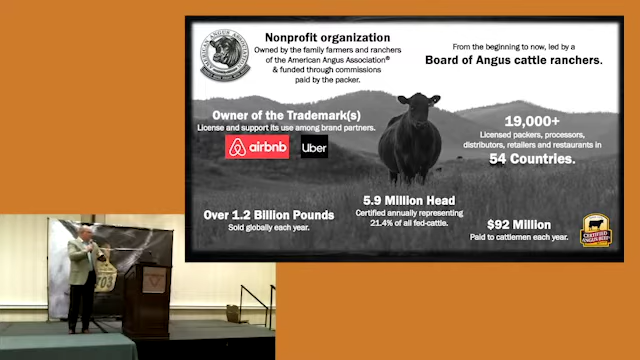 Nonprofit organization
Owned by the family farmers and ranchers
of the American Angus Association®
& funded through commissions
paid by the packer.
From the beginning to now, led by a
Board of Angus cattle ranchers.
Owner of the Trademark(s)
License and support its use among brand partners.
airbnb
Uber
19,000+
Licensed packers, processors,
distributors, retailers and restaurants in
54 Countries.
Over 1.2 Billion Pounds
Sold globally each year.
5.9 Million Head
Certified annually representing
21.4% of all fed-cattle.
$92 Million
Paid to cattlemen each year.
CERTIFIED
ANGUS BEEF
703